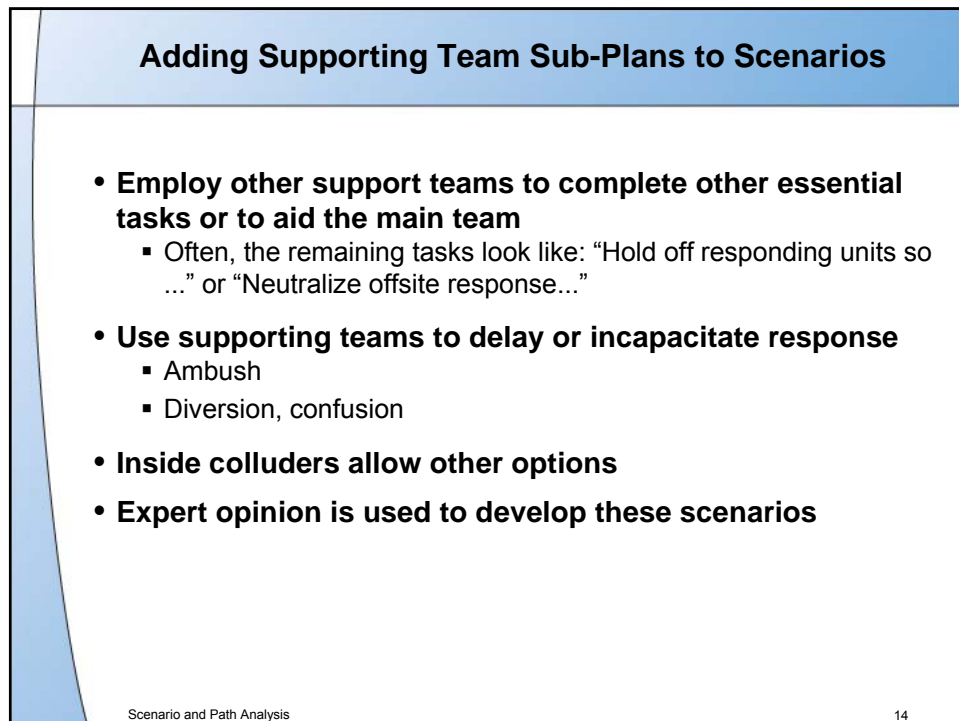 Adding Supporting Team Sub-Plans to Scenarios
• Employ other support teams to complete other essential
tasks or to aid the main team
▪ Often, the remaining tasks look like: “Hold off responding units so
...” or “Neutralize offsite response...”
• Use supporting teams to delay or incapacitate response
▪ Ambush
▪ Diversion, confusion
• Inside colluders allow other options
• Expert opinion is used to develop these scenarios
Scenario and Path Analysis
14